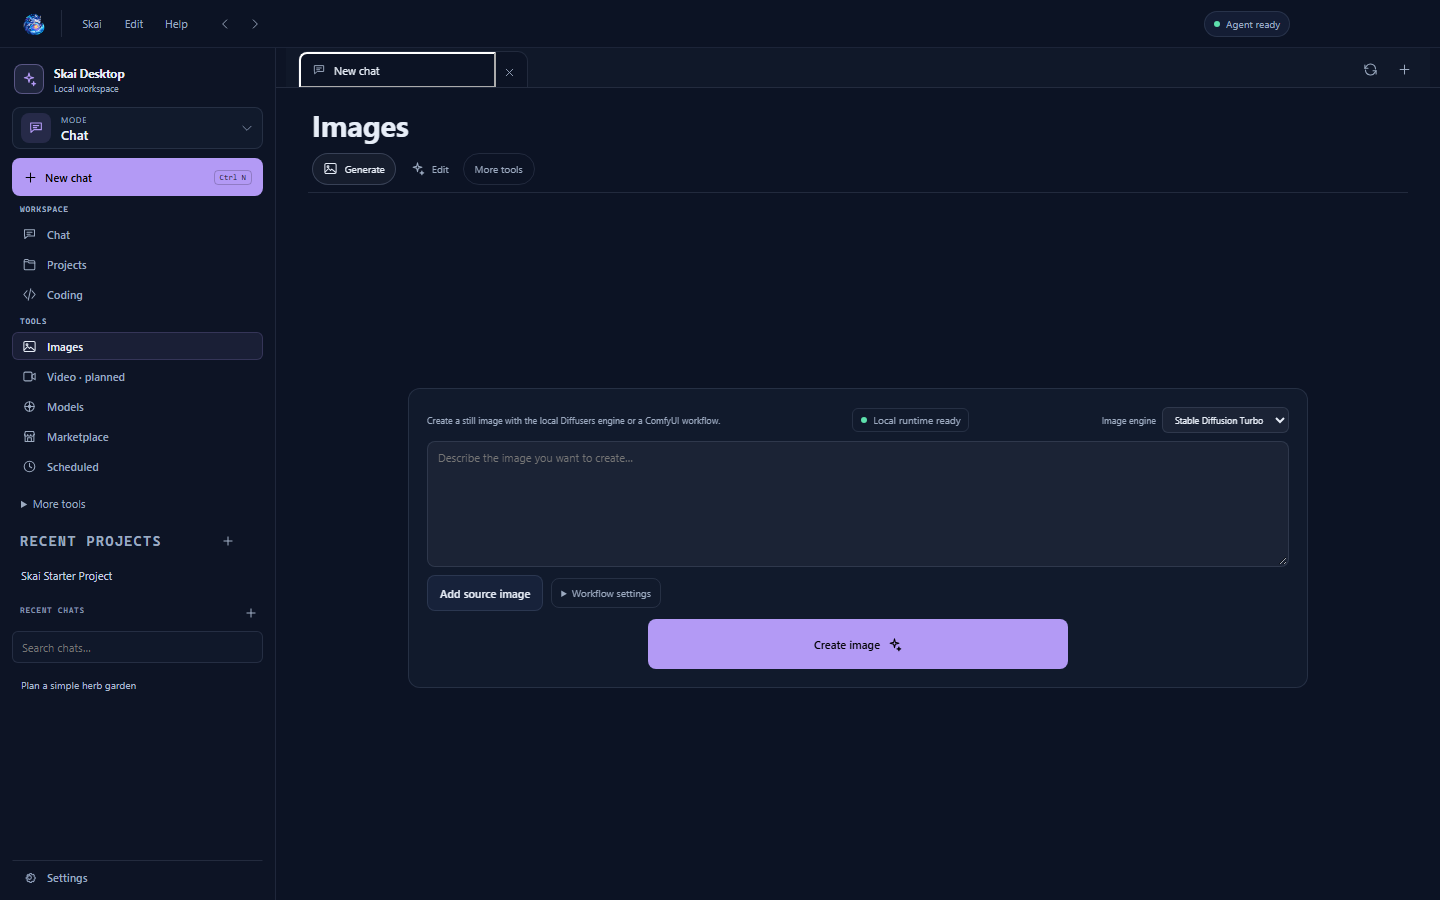 Skai Edit Help
Agent ready
Skai Desktop
Local workspace
MODE
Chat
New chat Ctrl N
WORKSPACE
Chat
Projects
Coding
TOOLS
Images
Video · planned
Models
Marketplace
Scheduled
More tools
RECENT PROJECTS
Skai Starter Project
RECENT CHATS
Search chats...
Plan a simple herb garden
Settings
New chat
Images
Generate Edit More tools
Create a still image with the local Diffusers engine or a ComfyUI workflow.
Local runtime ready
Image engine Stable Diffusion Turbo
Describe the image you want to create...
Add source image Workflow settings
Create image